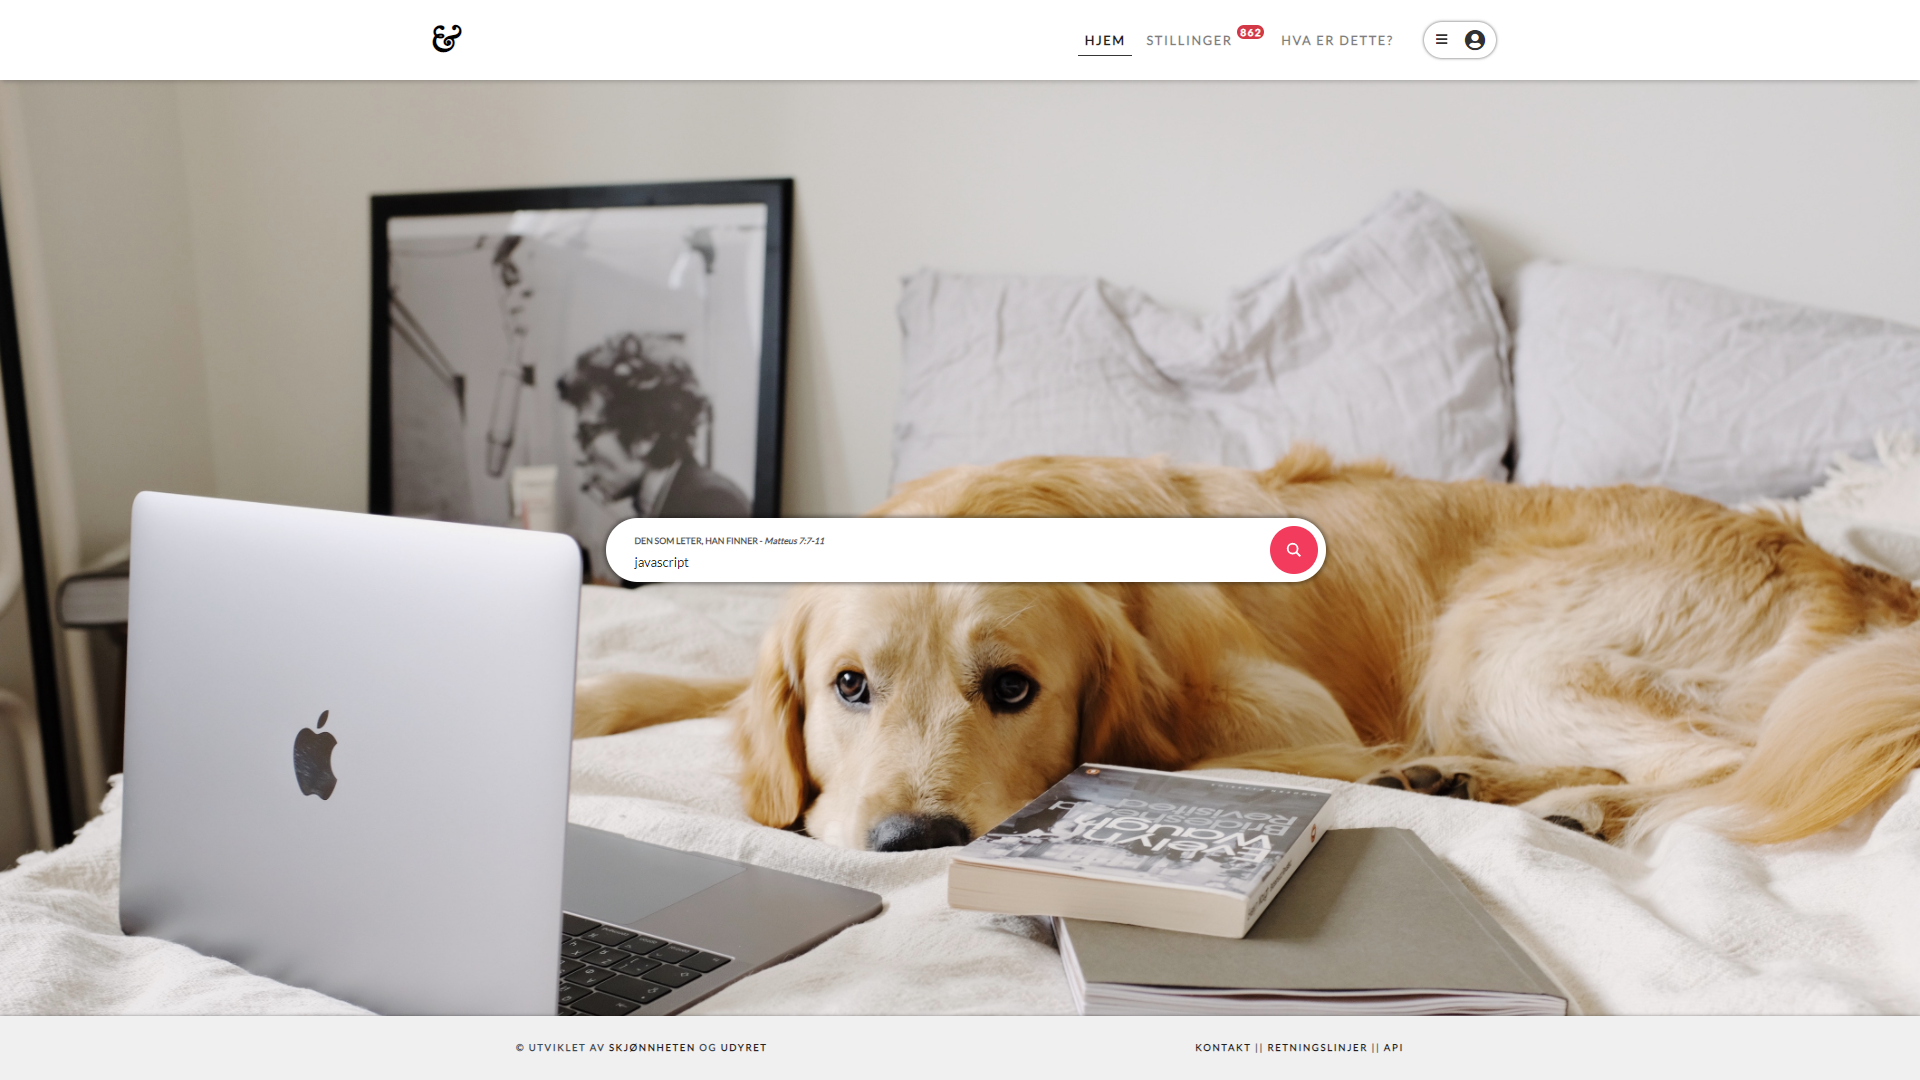 &
HJEM
STILLINGER 862
HVA ER DETTE?
DEN SOM LETER, HAN FINNER - Matteus 7:7-11
javascript
Evelyn
Waugh
Brideshead
Revisited
© UTVIKLET AV SKJØNNHETEN OG UDYRET
KONTAKT || RETNINGSLINJER || API